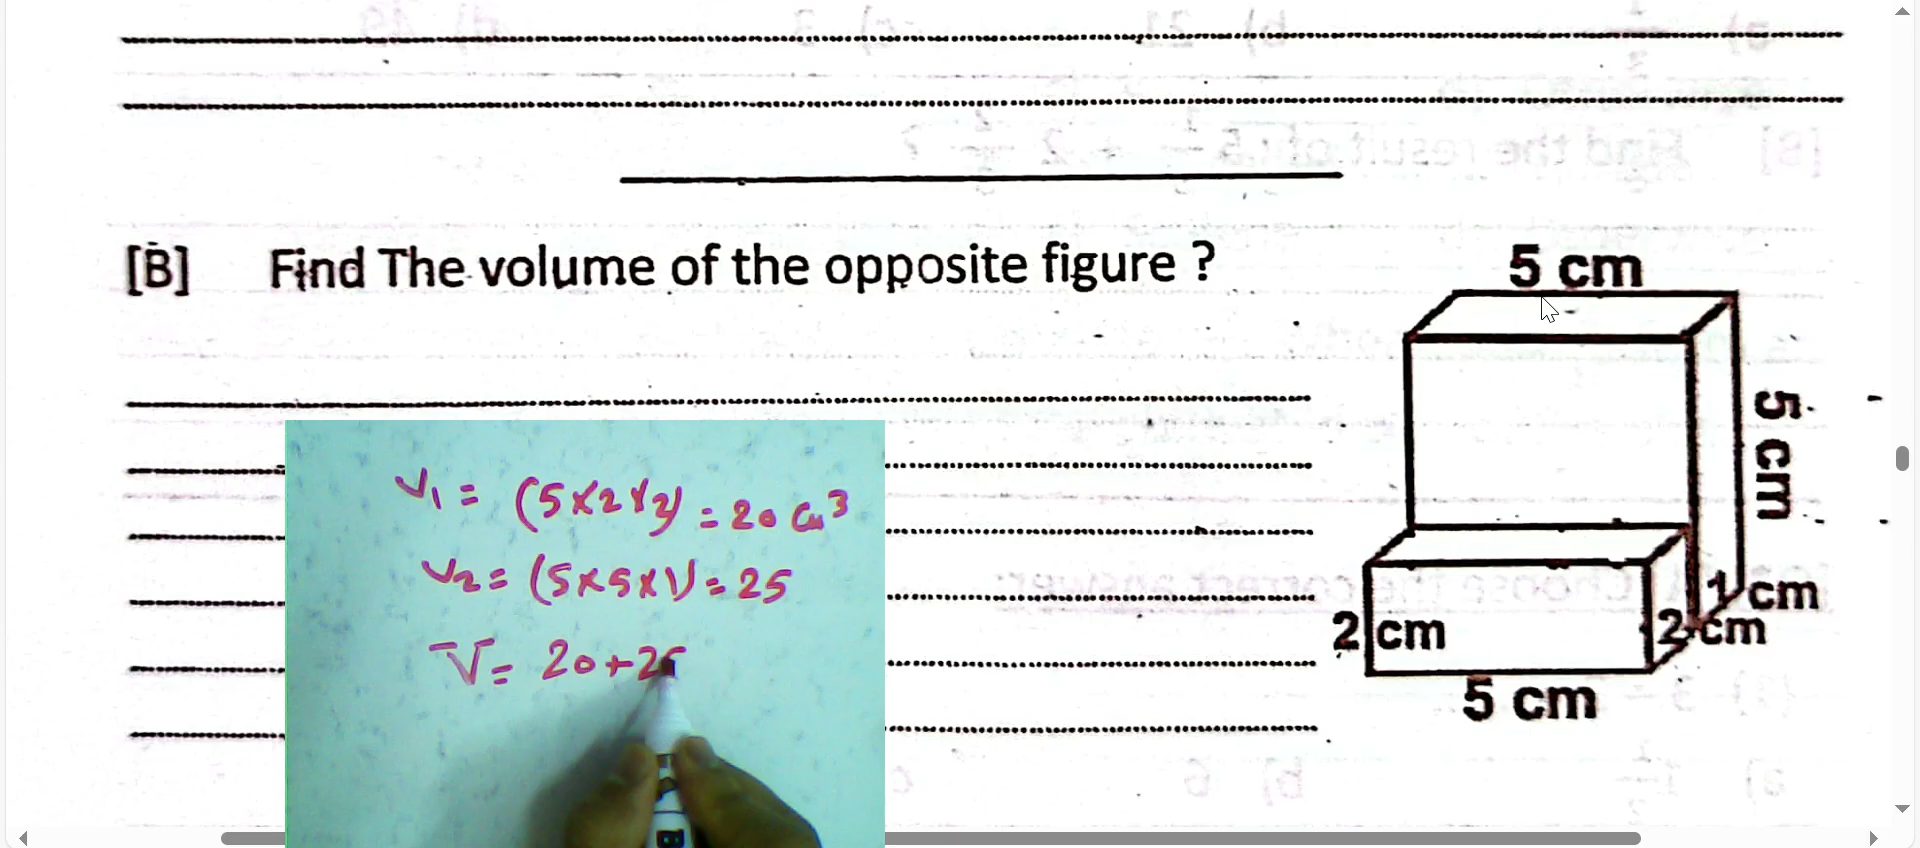 [B] Find The volume of the opposite figure ?
5 cm
5 cm
1 cm
2 cm
2 cm
5 cm
V₁ = (5×2×2) = 20 cm³
V₂ = (5×5×1) = 25
V = 20+25